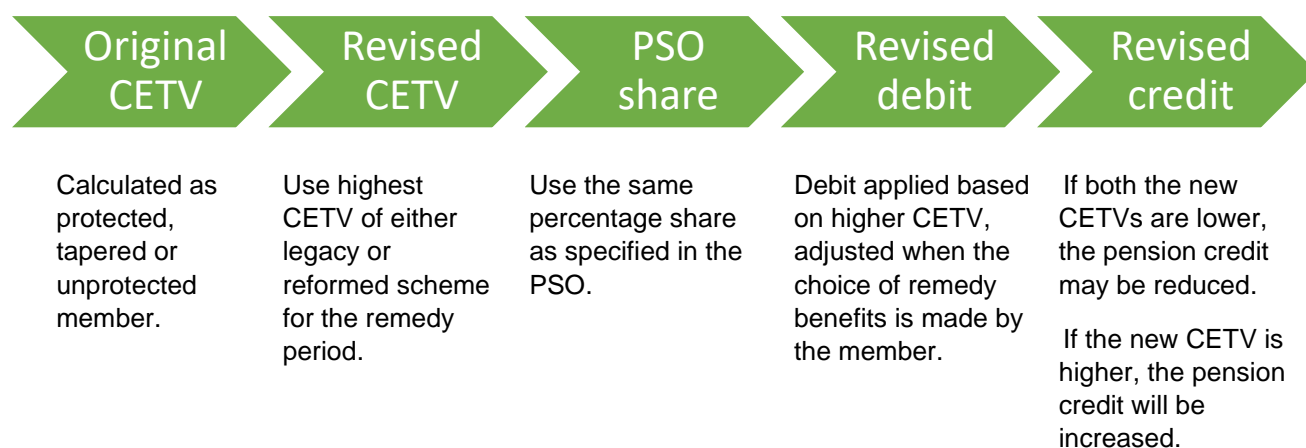 Original
CETV
Revised
CETV
PSO
share
Revised
debit
Revised
credit
Calculated as
protected,
tapered or
unprotected
member.
Use highest
CETV of either
legacy or
reformed scheme
for the remedy
period.
Use the same
percentage share
as specified in the
PSO.
Debit applied based
on higher CETV,
adjusted when the
choice of remedy
benefits is made by
the member.
If both the new
CETVs are lower,
the pension credit
may be reduced.
If the new CETV is
higher, the pension
credit will be
increased.